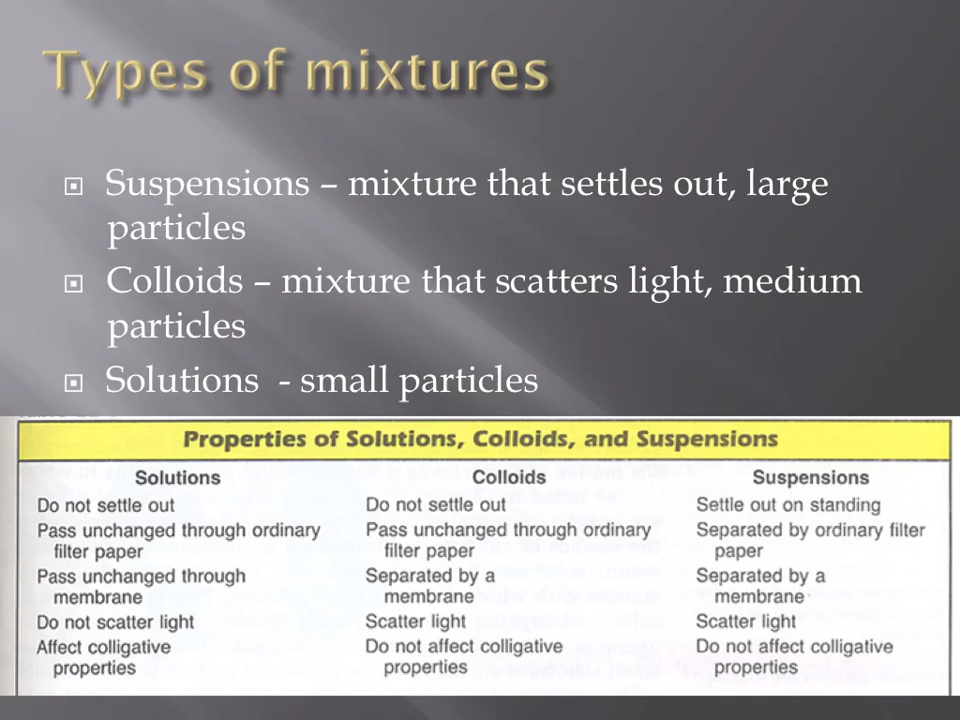 Types of mixtures
Suspensions – mixture that settles out, large
particles
Colloids – mixture that scatters light, medium
particles
Solutions - small particles
Properties of Solutions, Colloids, and Suspensions
Solutions Colloids Suspensions
Do not settle out Do not settle out Settle out on standing
Pass unchanged through ordinary Pass unchanged through ordinary Separated by ordinary filter
filter paper filter paper paper
Pass unchanged through Separated by a Separated by a
membrane membrane membrane
Do not scatter light Scatter light Scatter light
Affect colligative Do not affect colligative Do not affect colligative
properties properties properties